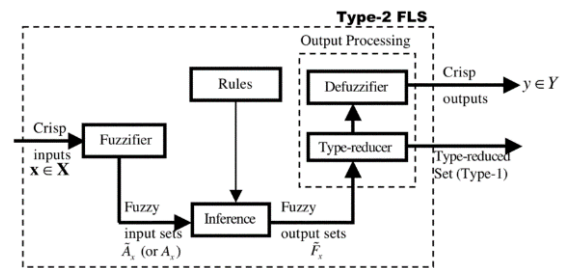 Type-2 FLS
Output Processing
Rules
Defuzzifier
Crisp
outputs
y ∈ Y
Crisp
inputs
x ∈ X
Fuzzifier
Type-reducer
Type-reduced
Set (Type-1)
Fuzzy
input sets
Ã_x (or A_x)
Inference
Fuzzy
output sets
F̃_x